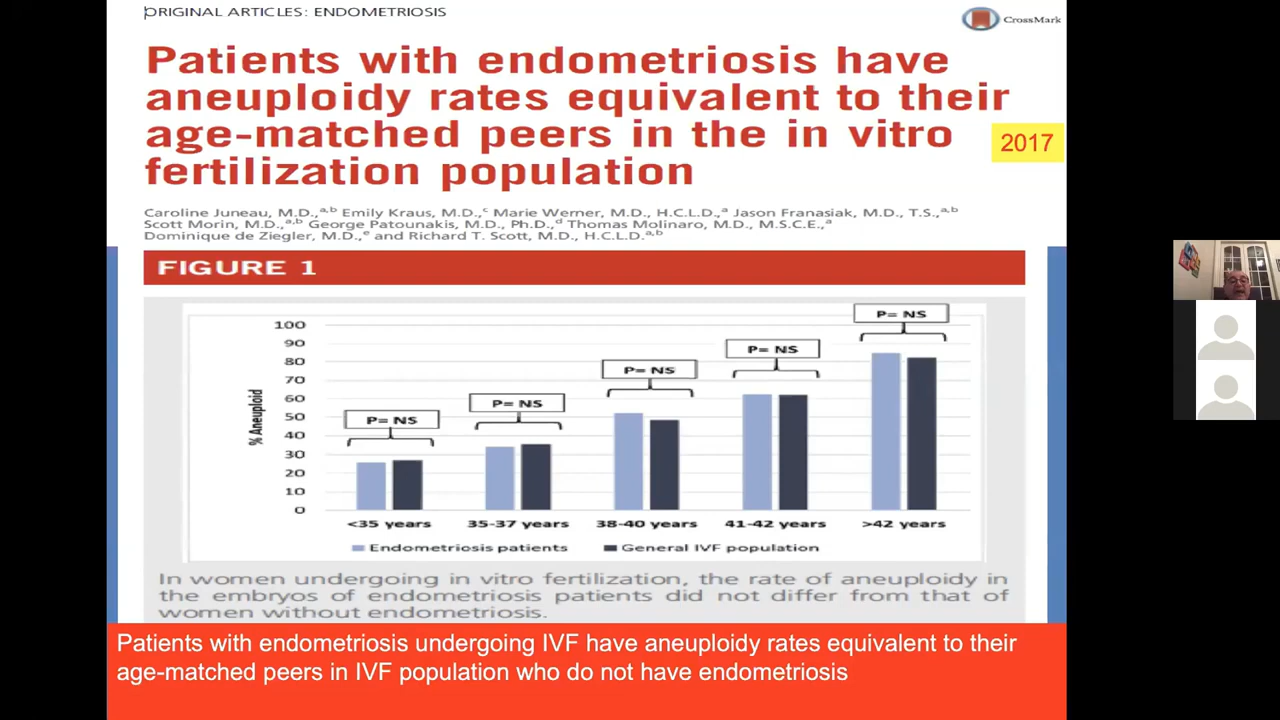 ORIGINAL ARTICLES: ENDOMETRIOSIS
CrossMark
Patients with endometriosis have
aneuploidy rates equivalent to their
age-matched peers in the in vitro
fertilization population
2017
Caroline Juneau, M.D.,a,b Emily Kraus, M.D.,c Marie Werner, M.D., H.C.L.D.,a Jason Franasiak, M.D., T.S.,a,b
Scott Morin, M.D.,a,b George Patounakis, M.D., Ph.D.,d Thomas Molinaro, M.D., M.S.C.E.,a
Dominique de Ziegler, M.D.,e and Richard T. Scott, M.D., H.C.L.D.a,b
FIGURE 1
% Aneuploid
100
90
80
70
60
50
40
30
20
10
0
P= NS
P= NS
P= NS
P= NS
P= NS
<35 years 35-37 years 38-40 years 41-42 years >42 years
Endometriosis patients General IVF population
In women undergoing in vitro fertilization, the rate of aneuploidy in
the embryos of endometriosis patients did not differ from that of
women without endometriosis.
Patients with endometriosis undergoing IVF have aneuploidy rates equivalent to their
age-matched peers in IVF population who do not have endometriosis